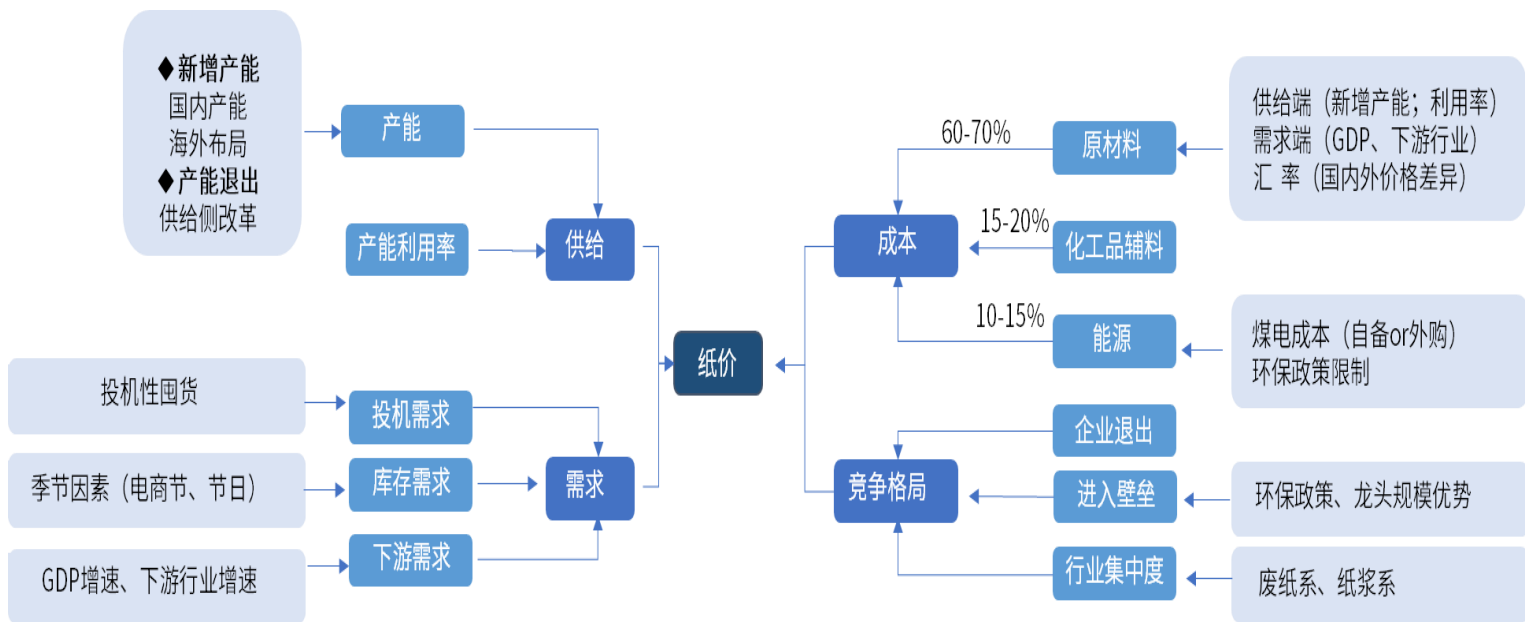 ◆新增产能
国内产能
海外布局
◆产能退出
供给侧改革
产能
产能利用率
供给
投机性囤货
季节因素（电商节、节日）
GDP增速、下游行业增速
投机需求
库存需求
下游需求
需求
纸价
成本
竞争格局
60-70%
15-20%
10-15%
原材料
化工品辅料
能源
企业退出
进入壁垒
行业集中度
供给端（新增产能；利用率）
需求端（GDP、下游行业）
汇 率（国内外价格差异）
煤电成本（自备or外购）
环保政策限制
环保政策、龙头规模优势
废纸系、纸浆系